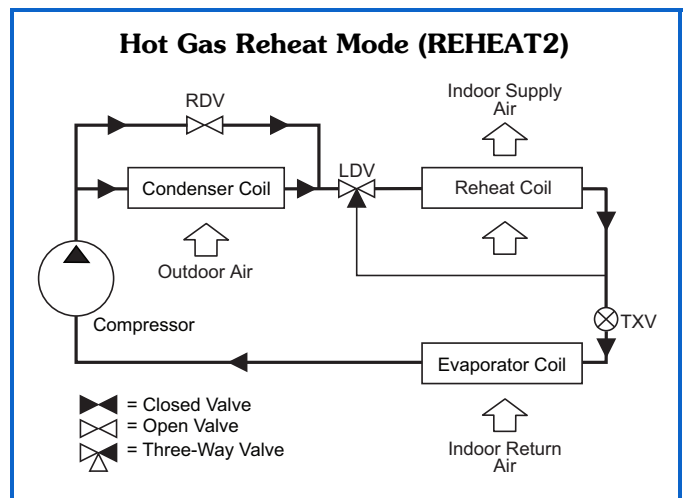 Hot Gas Reheat Mode (REHEAT2)
RDV
Indoor Supply
Air
LDV
Condenser Coil
Reheat Coil
Outdoor Air
Compressor
TXV
Evaporator Coil
= Closed Valve
= Open Valve
= Three-Way Valve
Indoor Return
Air